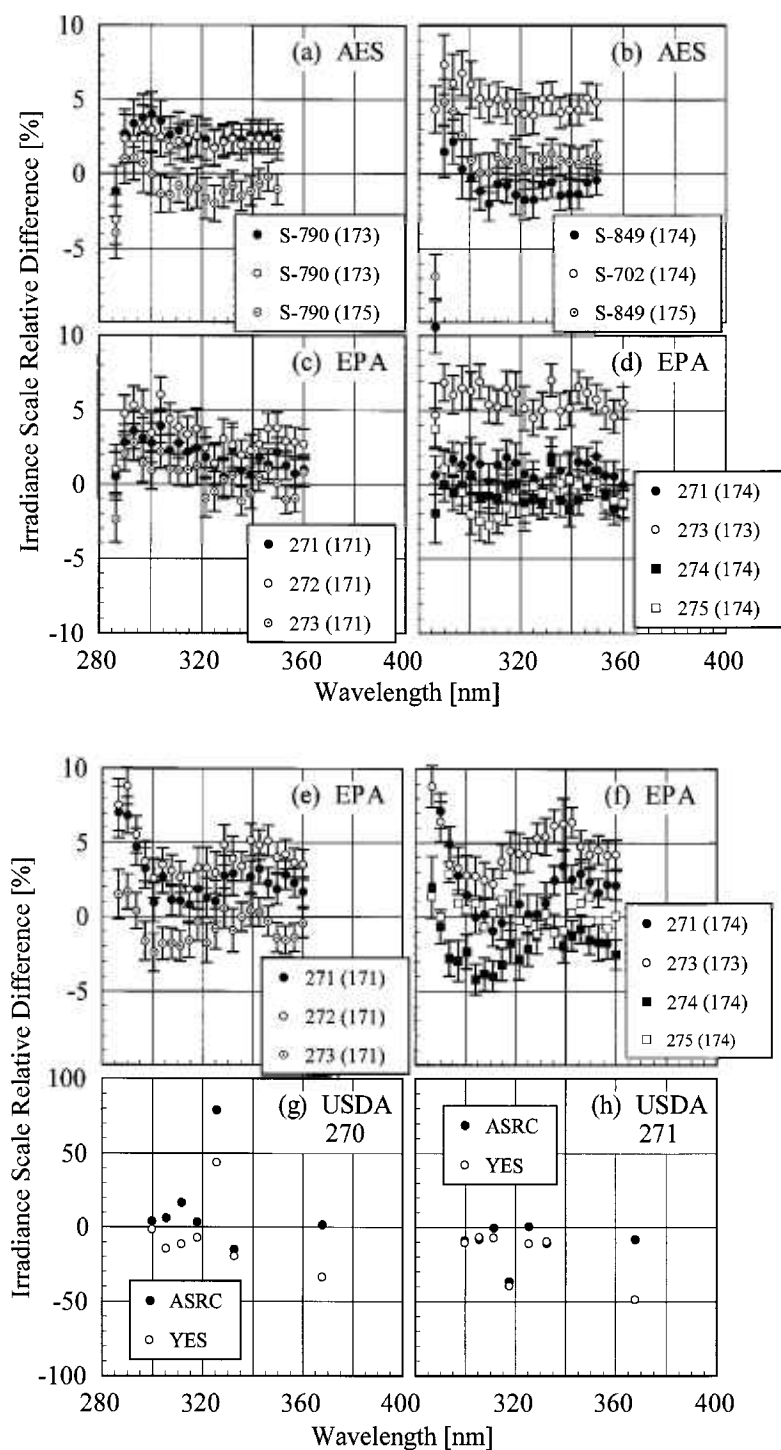 10
(a) AES
(b) AES
5
0
-5
S-790 (173)
S-790 (173)
S-790 (175)
S-849 (174)
S-702 (174)
S-849 (175)
Irradiance Scale Relative Difference [%]
(c) EPA
(d) EPA
5
0
-5
-10
271 (171)
272 (171)
273 (171)
271 (174)
273 (173)
274 (174)
275 (174)
280 320 360 400 320 360 400
Wavelength [nm]
10
(e) EPA
(f) EPA
5
0
-5
271 (171)
272 (171)
273 (171)
271 (174)
273 (173)
274 (174)
275 (174)
Irradiance Scale Relative Difference [%]
100
(g) USDA
270
(h) USDA
271
50
0
-50
-100
ASRC
YES
ASRC
YES
280 320 360 400 320 360 400
Wavelength [nm]